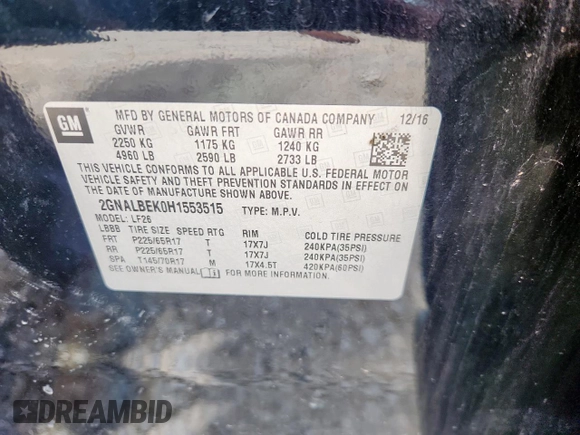 GM
MFD BY GENERAL MOTORS OF CANADA COMPANY 12/16
GVWR GAWR FRT GAWR RR
2250 KG 1175 KG 1240 KG
4960 LB 2590 LB 2733 LB
THIS VEHICLE CONFORMS TO ALL APPLICABLE U.S. FEDERAL MOTOR
VEHICLE SAFETY AND THEFT PREVENTION STANDARDS IN EFFECT ON
THE DATE OF MANUFACTURE SHOWN ABOVE.
2GNALBEK0H1553515 TYPE: M.P.V.
MODEL: LF26
LBBB TIRE SIZE SPEED RTG RIM COLD TIRE PRESSURE
FRT P225/65R17 T 17X7J 240KPA(35PSI)
RR P225/65R17 T 17X7J 240KPA(35PSI)
SPA T145/70R17 M 17X4.5T 420KPA(60PSI)
SEE OWNER'S MANUAL FOR MORE INFORMATION.
DREAMBID